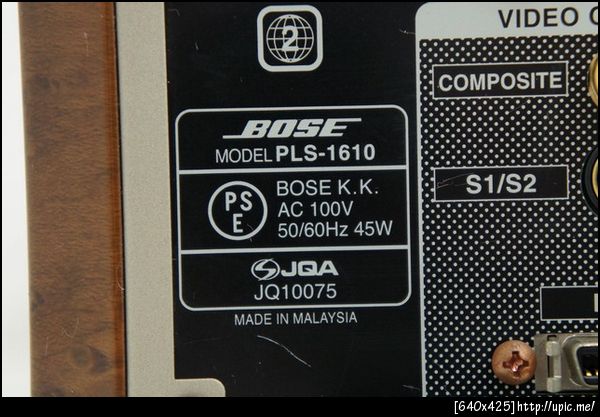 VIDEO
2
COMPOSITE
BOSE
MODEL PLS-1610
S1/S2
PS
E
BOSE K.K.
AC 100V
50/60Hz 45W
JQA
JQ10075
MADE IN MALAYSIA
[640x425]http://upic.me/